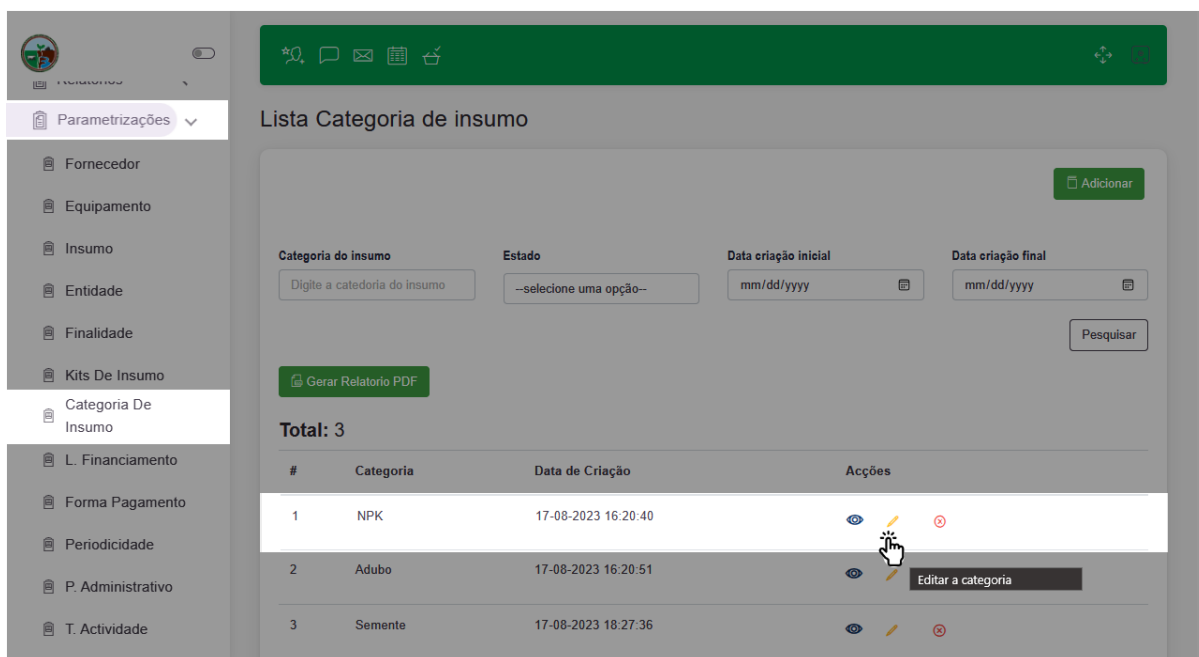 Relatórios
Parametrizações
Fornecedor
Equipamento
Insumo
Entidade
Finalidade
Kits De Insumo
Categoria De
Insumo
L. Financiamento
Forma Pagamento
Periodicidade
P. Administrativo
T. Actividade
Lista Categoria de insumo
Adicionar
Categoria do insumo Estado Data criação inicial Data criação final
Digite a catedoria do insumo --selecione uma opção-- mm/dd/yyyy mm/dd/yyyy
Pesquisar
Gerar Relatorio PDF
Total: 3
# Categoria Data de Criação Acções
1 NPK 17-08-2023 16:20:40
2 Adubo 17-08-2023 16:20:51
Editar a categoria
3 Semente 17-08-2023 18:27:36